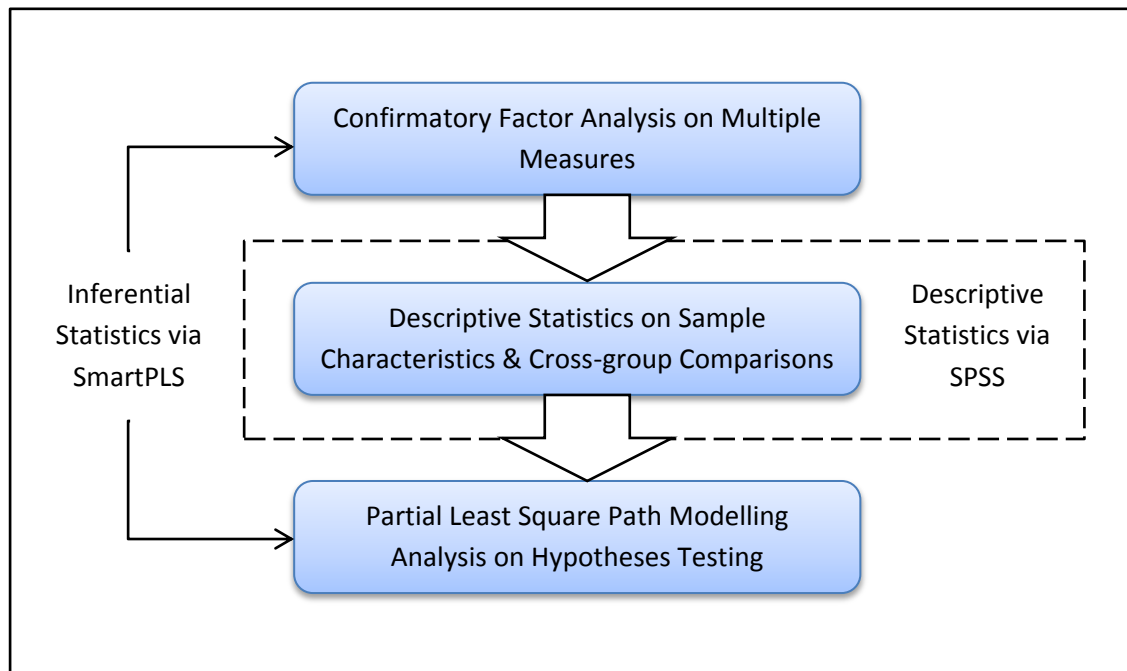 Confirmatory Factor Analysis on Multiple
Measures
Inferential
Statistics via
SmartPLS
Descriptive Statistics on Sample
Characteristics & Cross-group Comparisons
Descriptive
Statistics via
SPSS
Partial Least Square Path Modelling
Analysis on Hypotheses Testing